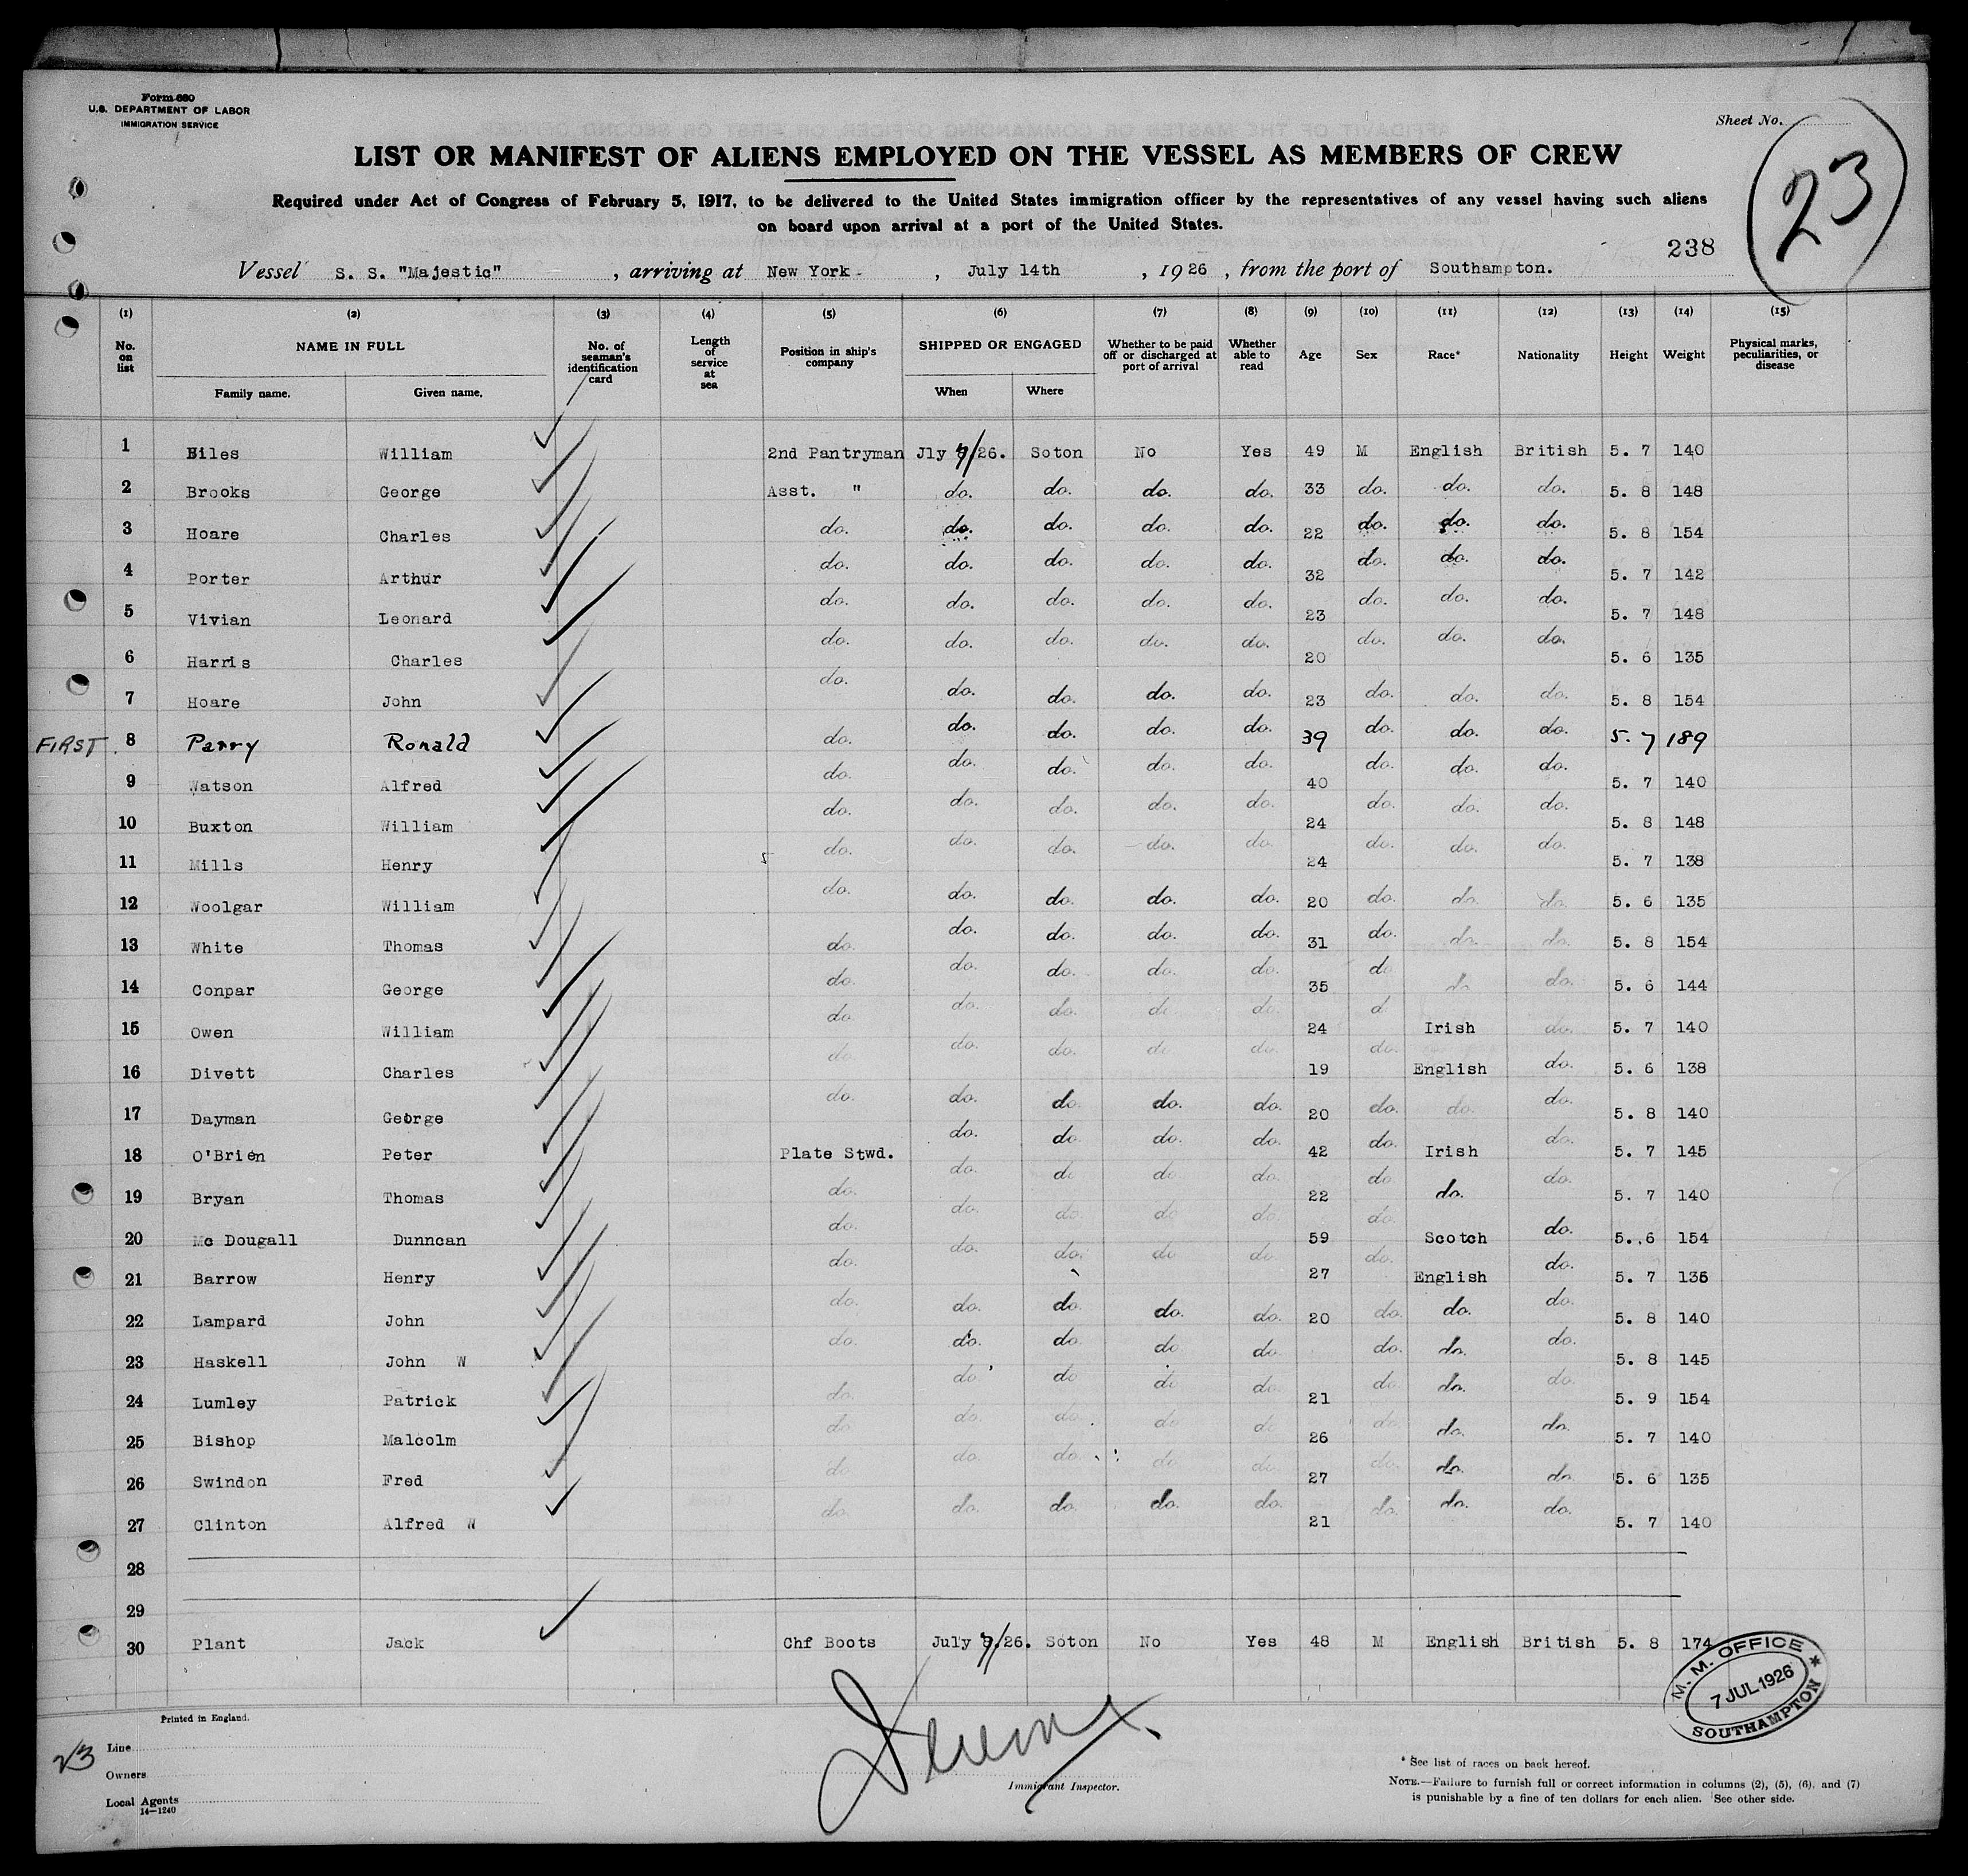 Form 680
U.S. DEPARTMENT OF LABOR
IMMIGRATION SERVICE
Sheet No.
23
LIST OR MANIFEST OF ALIENS EMPLOYED ON THE VESSEL AS MEMBERS OF CREW
Required under Act of Congress of February 5, 1917, to be delivered to the United States immigration officer by the representatives of any vessel having such aliens
on board upon arrival at a port of the United States.
238
Vessel S. S. "Majestic" , arriving at New York , July 14th , 1926 , from the port of Southampton.
(1) (2) (3) (4) (5) (6) (7) (8) (9) (10) (11) (12) (13) (14) (15)
No. on list NAME IN FULL Family name. Given name. No. of seaman's identification card Length of service at sea Position in ship's company SHIPPED OR ENGAGED When Where Whether to be paid off or discharged at port of arrival Whether able to read Age Sex Race* Nationality Height Weight Physical marks, peculiarities, or disease
1 Biles William 2nd Pantryman Jly 7/26. Soton No Yes 49 M English British 5. 7 140
2 Brooks George Asst. " do. do. do. do. 33 do. do. do. 5. 8 148
3 Hoare Charles do. do. do. do. do. 22 do. do. do. 5. 8 154
4 Porter Arthur do. do. do. do. do. 32 do. do. do. 5. 7 142
5 Vivian Leonard do. do. do. do. do. 23 do. do. do. 5. 7 148
6 Harris Charles do. do. do. do. do. 20 do. do. do. 5. 6 135
7 Hoare John do. do. do. do. do. 23 do. do. do. 5. 8 154
FIRST. 8 Parry Ronald do. do. do. do. do. 39 do. do. do. 5. 7 189
9 Watson Alfred do. do. do. do. do. 40 do. do. do. 5. 7 140
10 Buxton William do. do. do. do. do. 24 do. do. do. 5. 8 148
11 Mills Henry do. do. do. do. do. 24 do. do. do. 5. 7 138
12 Woolgar William do. do. do. do. do. 20 do. do. do. 5. 6 135
13 White Thomas do. do. do. do. do. 31 do. do. do. 5. 8 154
14 Conpar George do. do. do. do. do. 35 do do do. 5. 6 144
15 Owen William do do. do. do do. 24 d Irish do. 5. 7 140
16 Divett Charles do. do. do. do do. 19 do. English do. 5. 6 138
17 Dayman George do. do. do do. do. 20 do. do. do. 5. 8 140
18 O'Brien Peter Plate Stwd. do. do do. do. 42 do. Irish do. 5. 7 145
19 Bryan Thomas do. do. do do do. 22 do do. do. 5. 7 140
20 Mc Dougall Dunncan do. do. do. do do 59 do. Scotch do. 5. 6 154
21 Barrow Henry do. do. do. do do. 27 do. English do. 5. 7 136
22 Lampard John do. do. do do. do. 20 do. do. do. 5. 8 140
23 Haskell John W do. do. do do do do. do. do. 5. 8 145
24 Lumley Patrick do. do do do do. 21 do do. do. 5. 9 154
25 Bishop Malcolm do do. do do do 26 do. do. do. 5. 7 140
26 Swindon Fred do do. do. do do 27 do do. do. 5. 6 135
27 Clinton Alfred W do. do. do. do. do. 21 do. do. do. 5. 7 140
28
29
30 Plant Jack Chf Boots July 7/26. Soton No Yes 48 M English British 5. 8 174
M. M. OFFICE *
7 JUL 1926
SOUTHAMPTON
Printed in England.
23
Line
Owners
Local Agents
14—1240
Immigrant Inspector.
* See list of races on back hereof.
NOTE.—Failure to furnish full or correct information in columns (2), (5), (6), and (7)
is punishable by a fine of ten dollars for each alien. See other side.